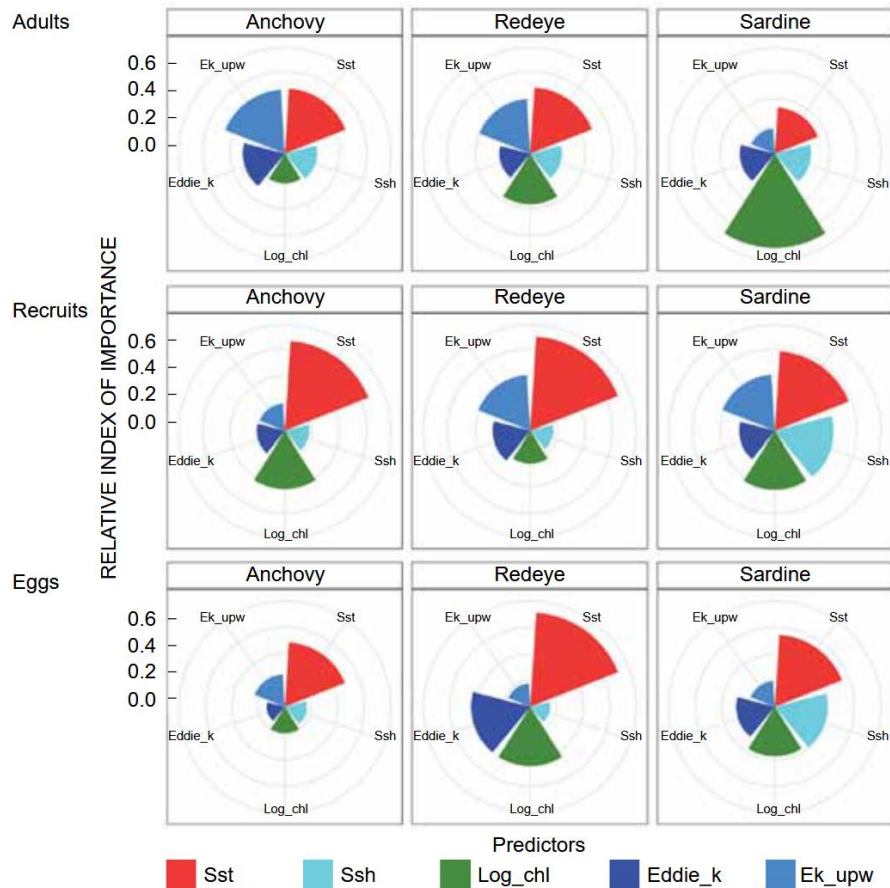 Adults
Anchovy
Redeye
Sardine
0.6
0.4
0.2
0.0
Ek_upw
Sst
Eddie_k
Ssh
Log_chl
Ek_upw
Sst
Eddie_k
Ssh
Log_chl
Ek_upw
Sst
Eddie_k
Ssh
Log_chl
RELATIVE INDEX OF IMPORTANCE
Recruits
Anchovy
Redeye
Sardine
0.6
0.4
0.2
0.0
Ek_upw
Sst
Eddie_k
Ssh
Log_chl
Ek_upw
Sst
Eddie_k
Ssh
Log_chl
Ek_upw
Sst
Eddie_k
Ssh
Log_chl
Eggs
Anchovy
Redeye
Sardine
0.6
0.4
0.2
0.0
Ek_upw
Sst
Eddie_k
Ssh
Log_chl
Ek_upw
Sst
Eddie_k
Ssh
Log_chl
Ek_upw
Sst
Eddie_k
Ssh
Log_chl
Predictors
Sst
Ssh
Log_chl
Eddie_k
Ek_upw